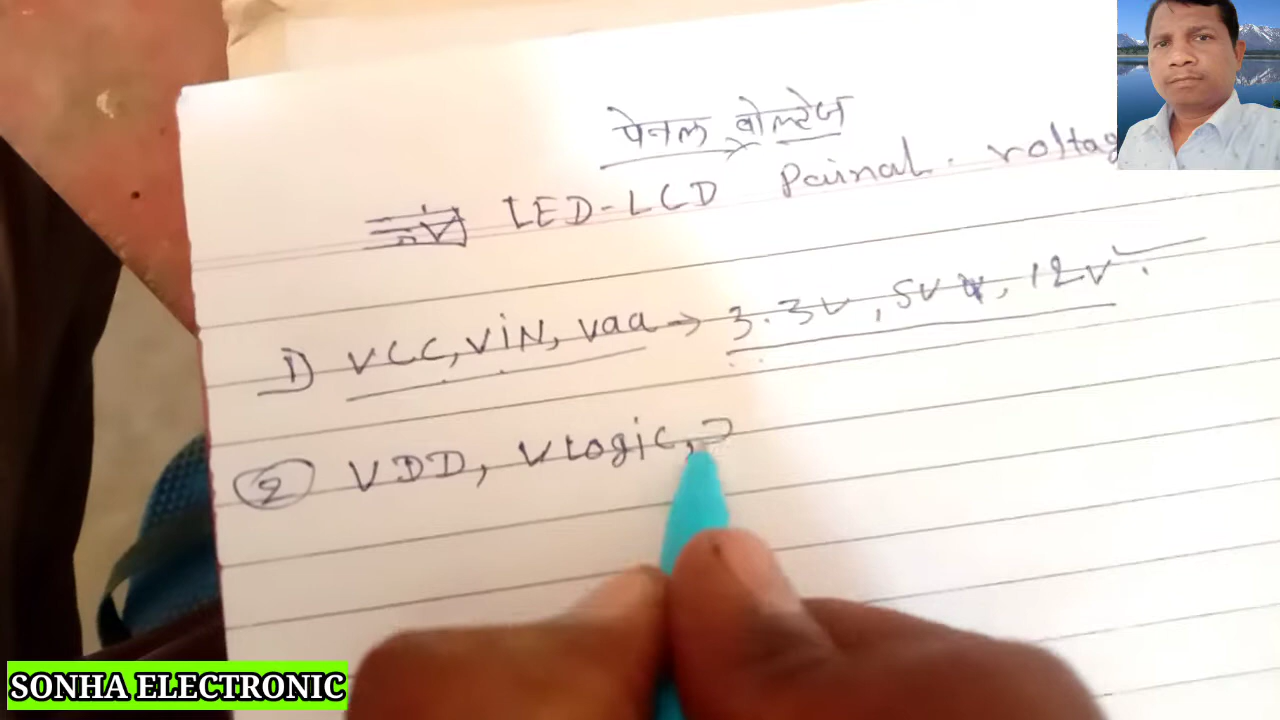 पेनल वोल्टेज
LED-LCD Painal. voltag
1) VCC, VIN, Vaa → 3.3V, 5V, 12V
2 VDD, VLogic,
SONHA ELECTRONIC